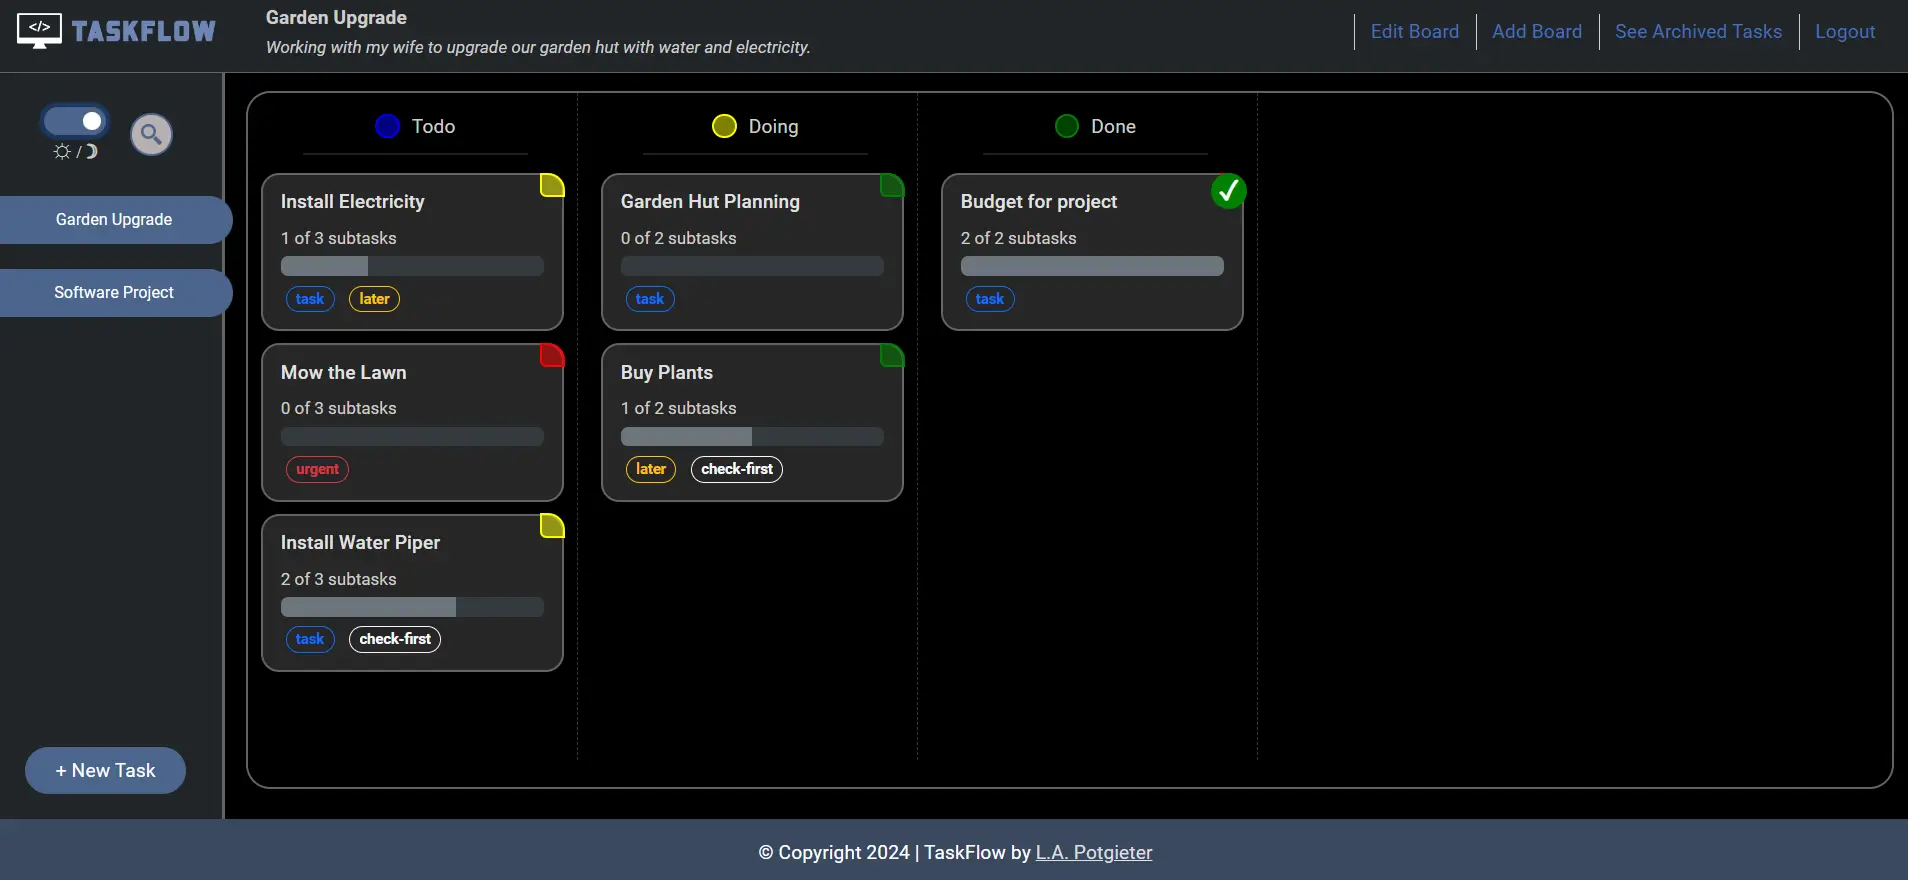 </>
TASKFLOW
Garden Upgrade
Working with my wife to upgrade our garden hut with water and electricity.
Edit Board
Add Board
See Archived Tasks
Logout
/
Garden Upgrade
Software Project
+ New Task
Todo
Install Electricity
1 of 3 subtasks
task later
Mow the Lawn
0 of 3 subtasks
urgent
Install Water Piper
2 of 3 subtasks
task check-first
Doing
Garden Hut Planning
0 of 2 subtasks
task
Buy Plants
1 of 2 subtasks
later check-first
Done
Budget for project
2 of 2 subtasks
task
© Copyright 2024 | TaskFlow by L.A. Potgieter